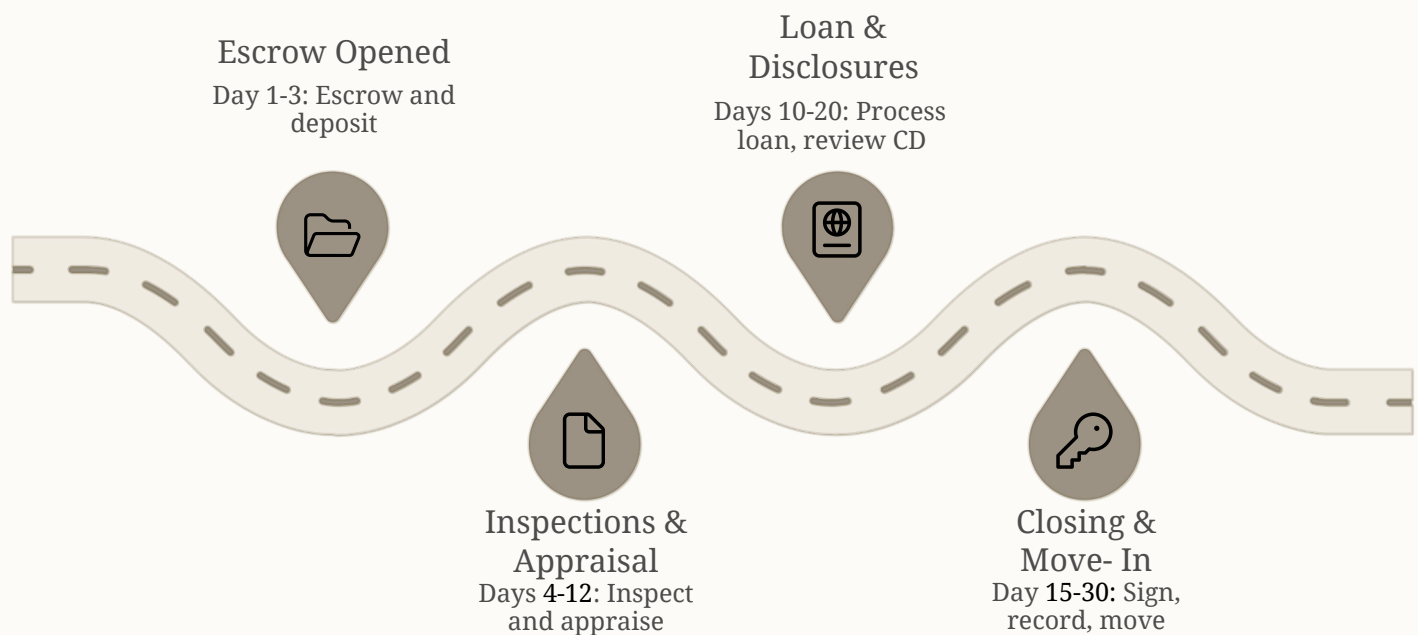 Escrow Opened
Day 1-3: Escrow and
deposit
Inspections &
Appraisal
Days 4-12: Inspect
and appraise
Loan &
Disclosures
Days 10-20: Process
loan, review CD
Closing &
Move- In
Day 15-30: Sign,
record, move